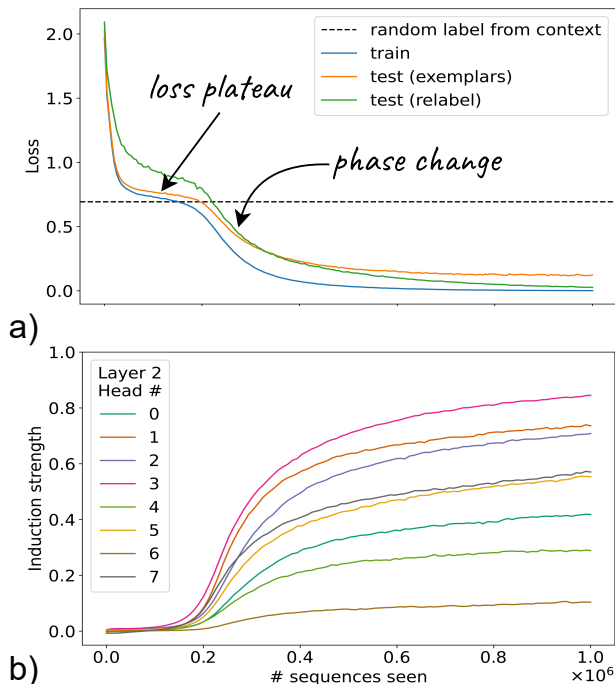 2.0
1.5
1.0
0.5
0.0
Loss
random label from context
train
test (exemplars)
test (relabel)
loss plateau
phase change
a)
1.0
0.8
0.6
0.4
0.2
0.0
Induction strength
Layer 2
Head #
0
1
2
3
4
5
6
7
0.0 0.2 0.4 0.6 0.8 1.0
# sequences seen
×10⁶
b)